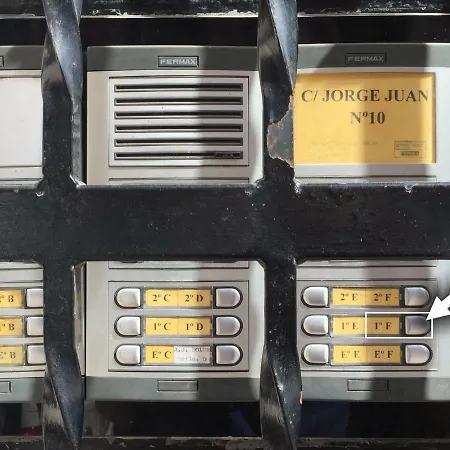 FERMAX
FERMAX
C/ JORGE JUAN
Nº10
2º C 2º D
1º C 1º D
Eº C
2º E 2º F
1º E 1º F
Eº E Eº F
º B
º B
º B